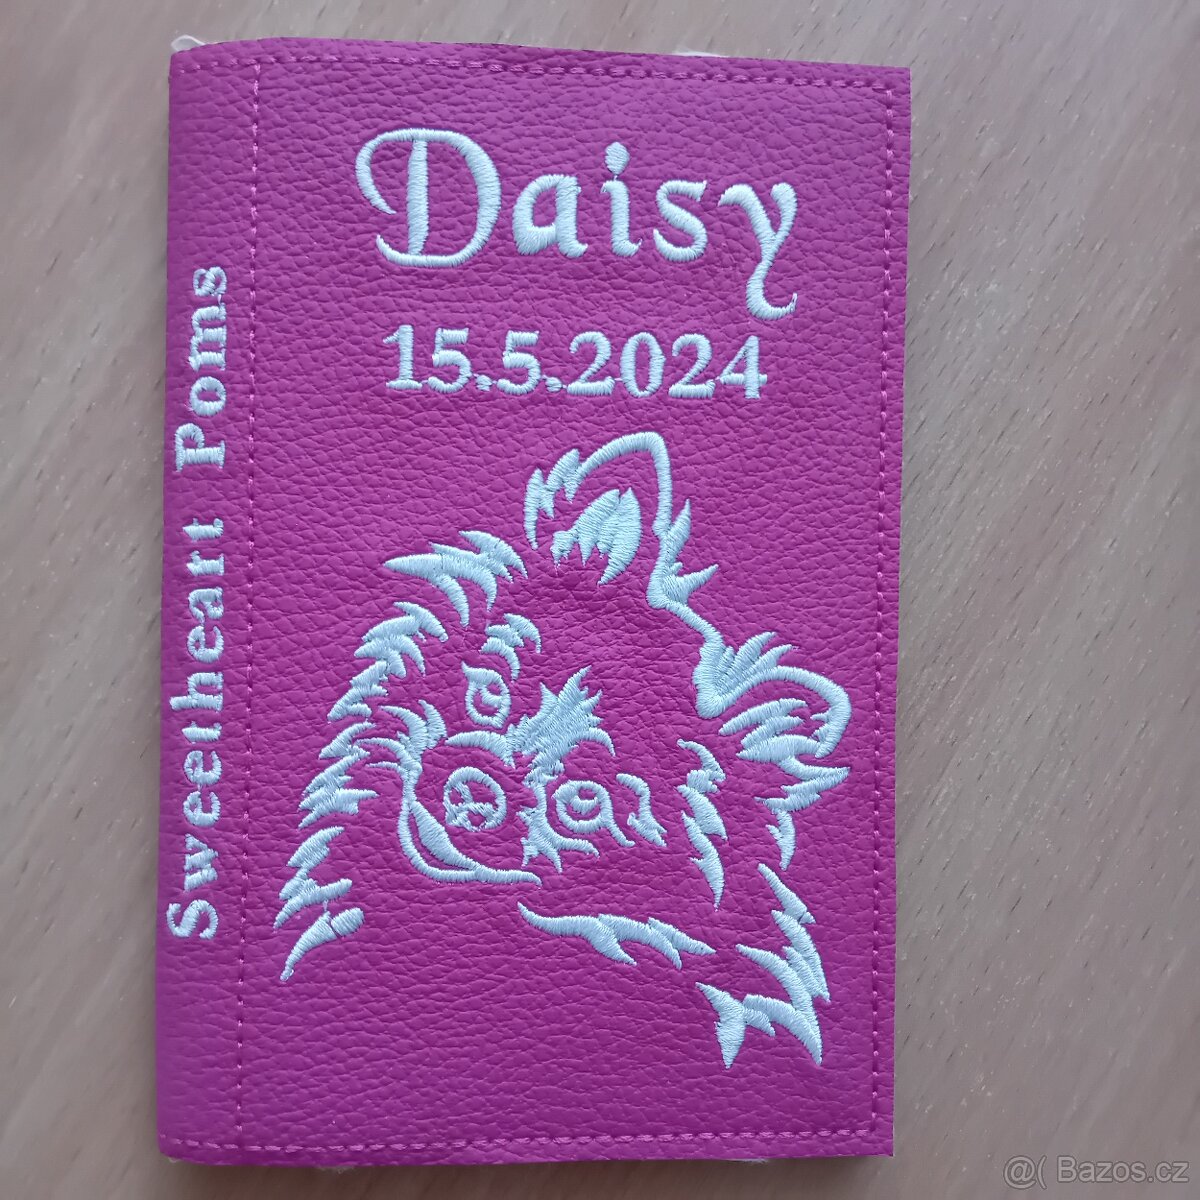 Daisy
15.5.2024
Sweetheart Poms
@( Bazos.cz